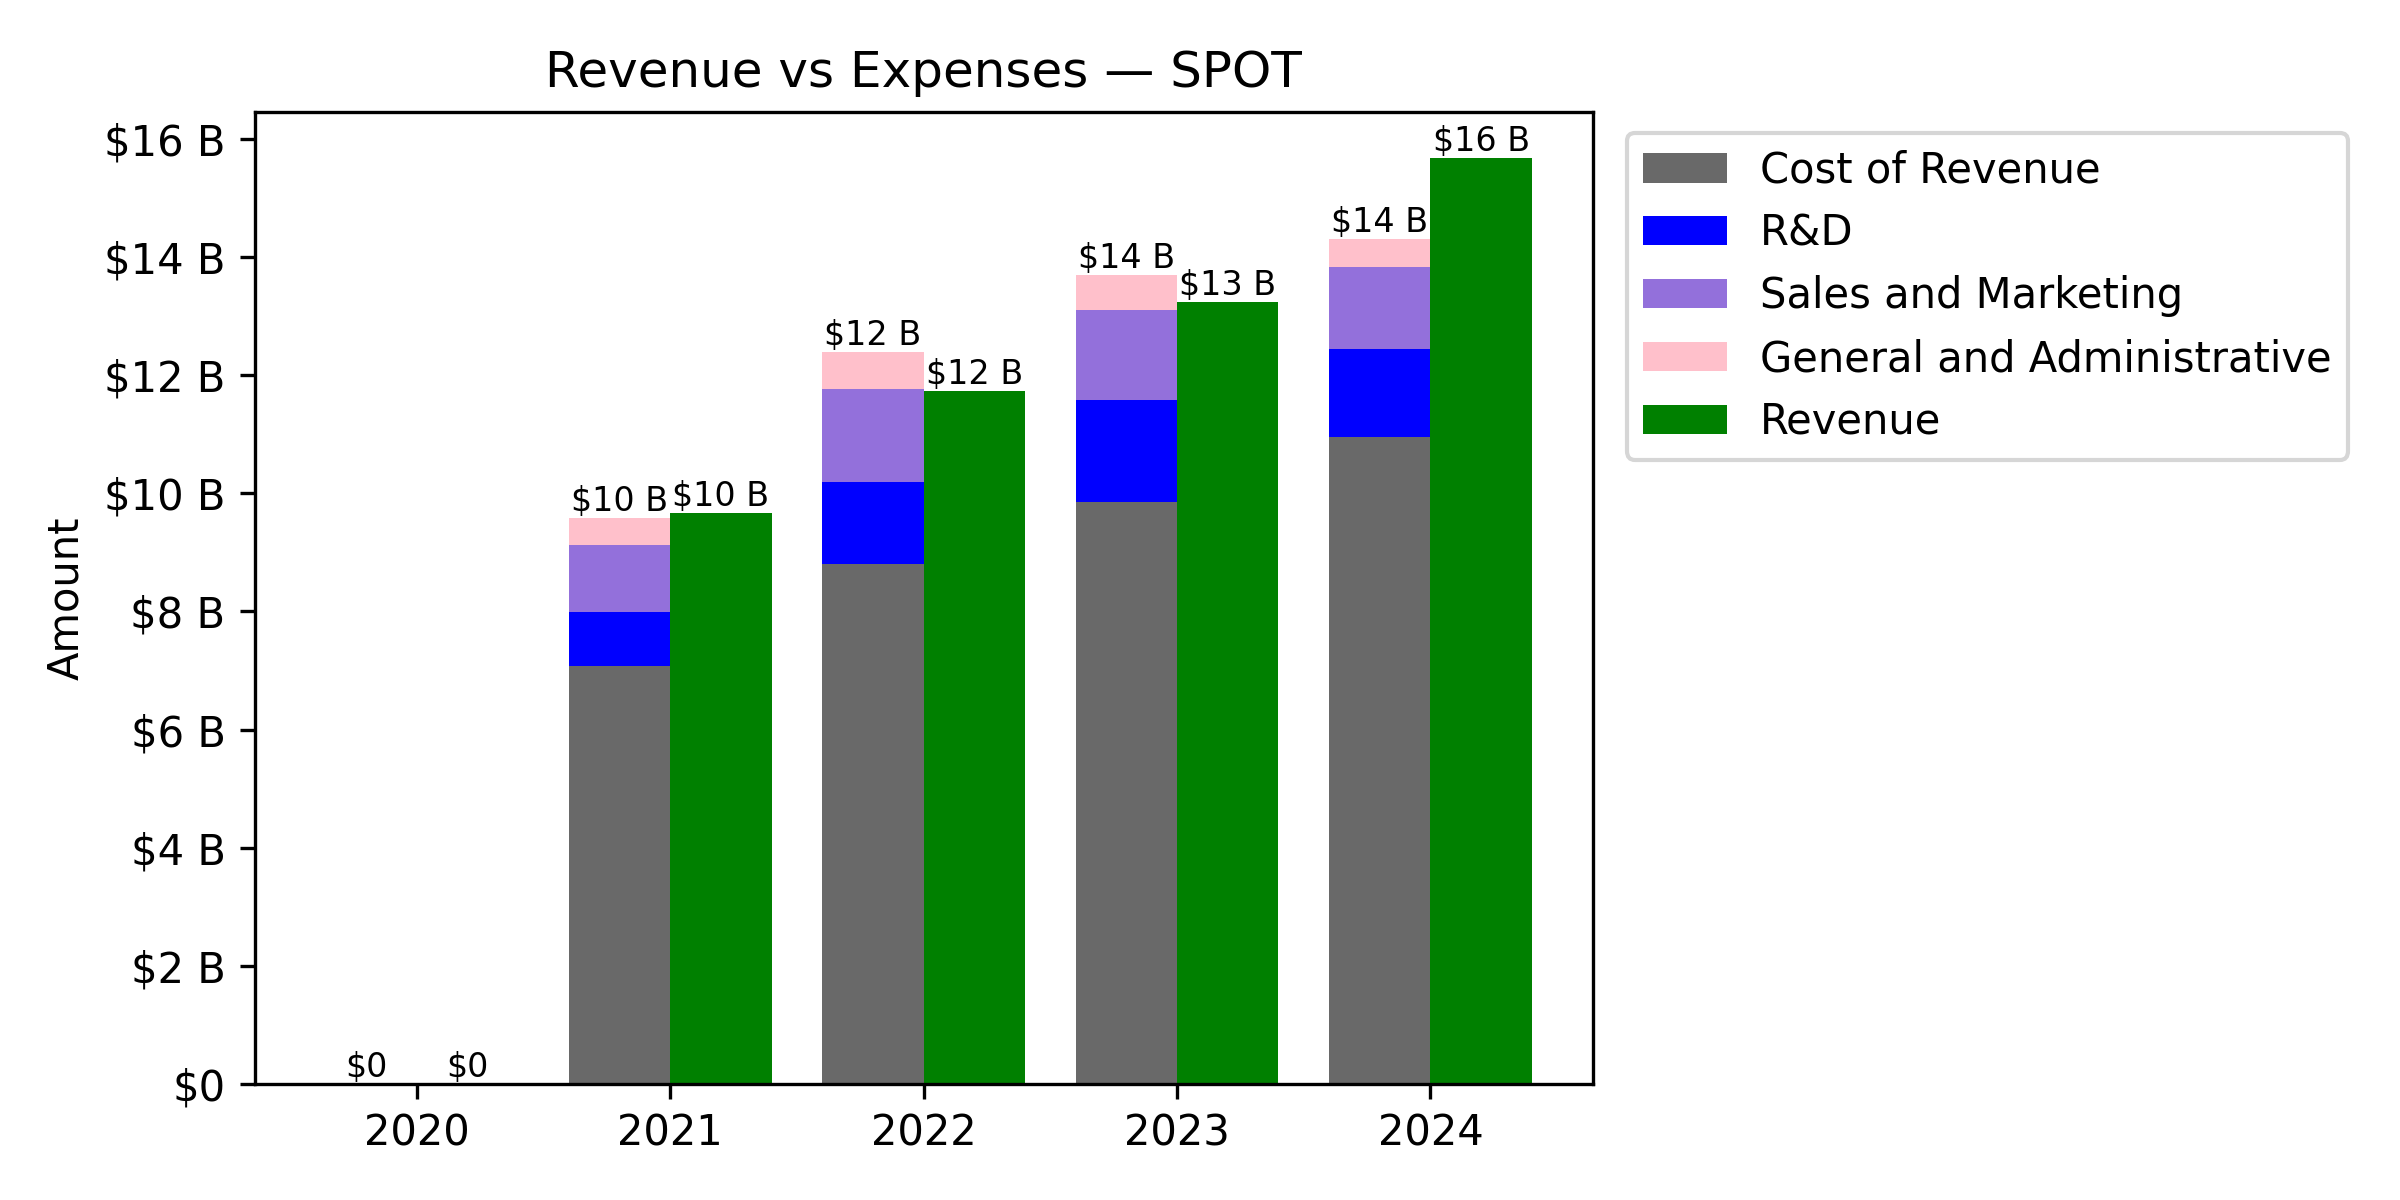 Revenue vs Expenses — SPOT
Amount
$16 B
$14 B
$12 B
$10 B
$8 B
$6 B
$4 B
$2 B
$0
$0 $0
$10 B $10 B
$12 B $12 B
$14 B $13 B
$14 B $16 B
2020 2021 2022 2023 2024
Cost of Revenue
R&D
Sales and Marketing
General and Administrative
Revenue